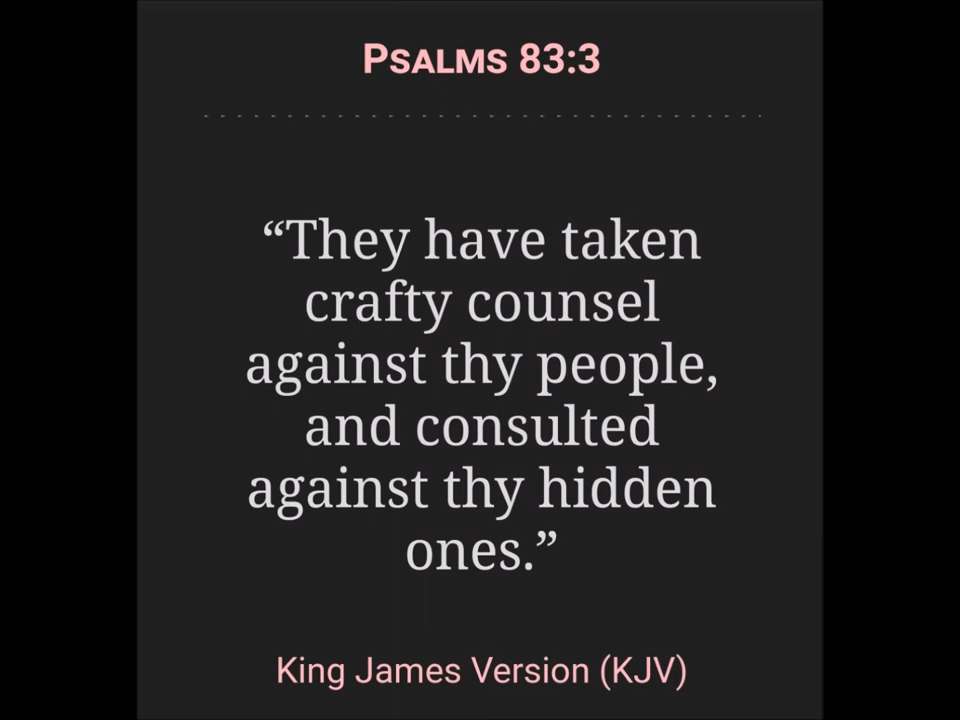 PSALMS 83:3
“They have taken
crafty counsel
against thy people,
and consulted
against thy hidden
ones.”
King James Version (KJV)